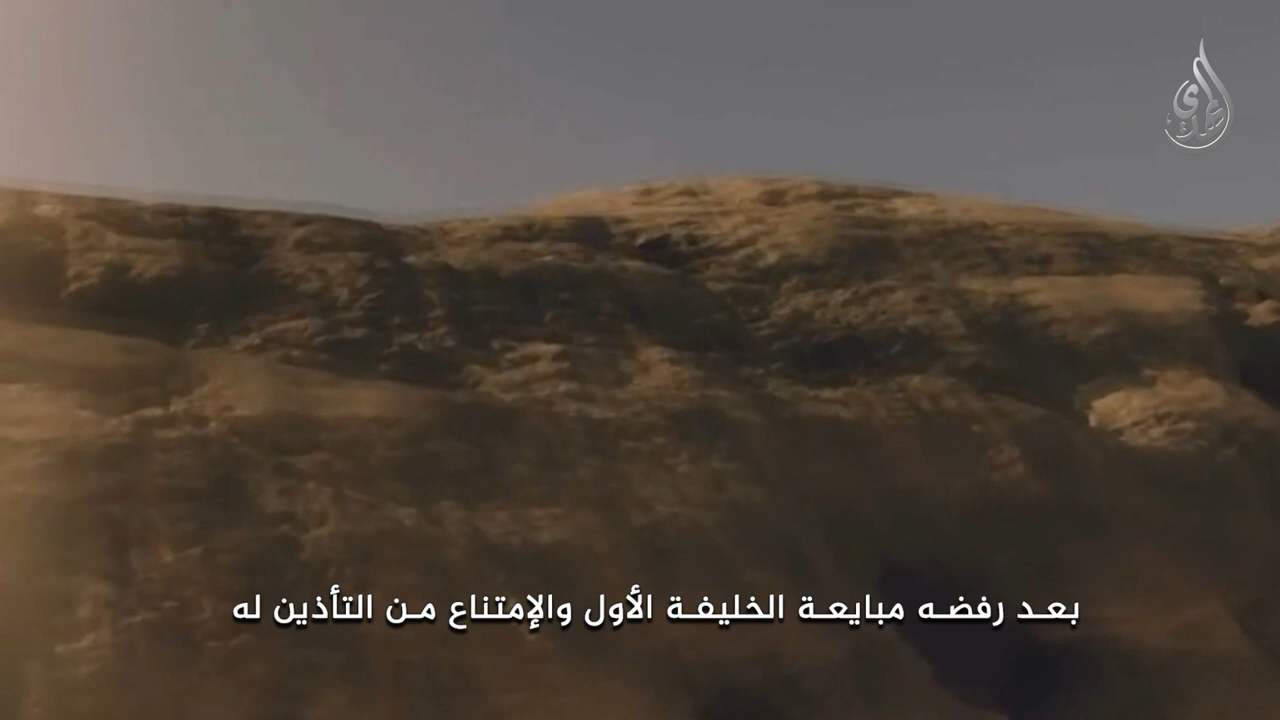 بعد رفضه مبايعة الخليفة الأول والإمتناع من التأذين له